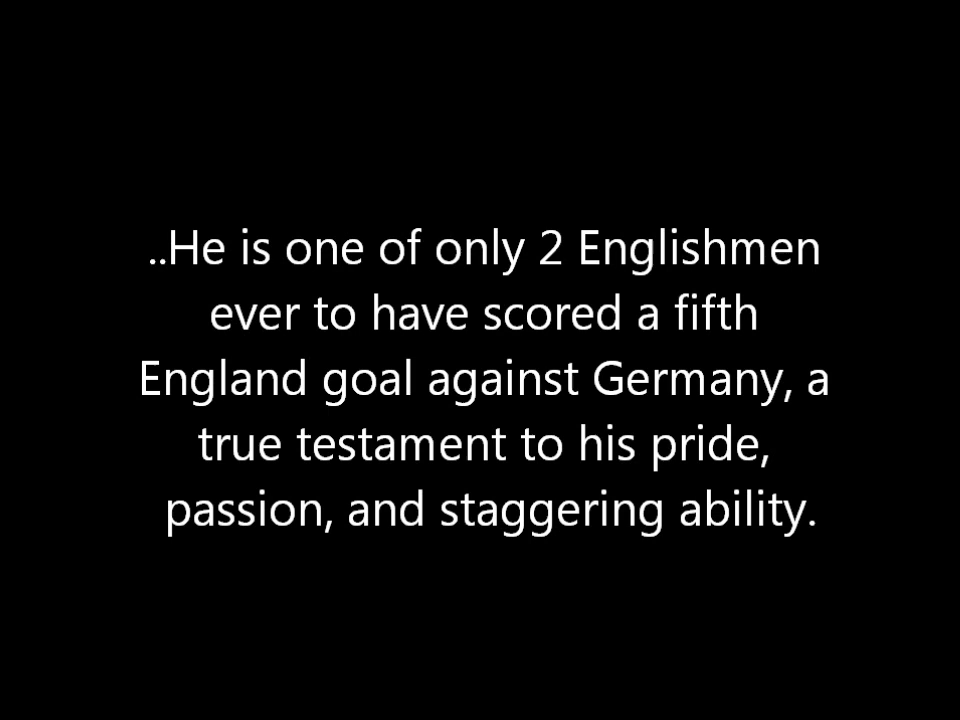 ..He is one of only 2 Englishmen
ever to have scored a fifth
England goal against Germany, a
true testament to his pride,
passion, and staggering ability.